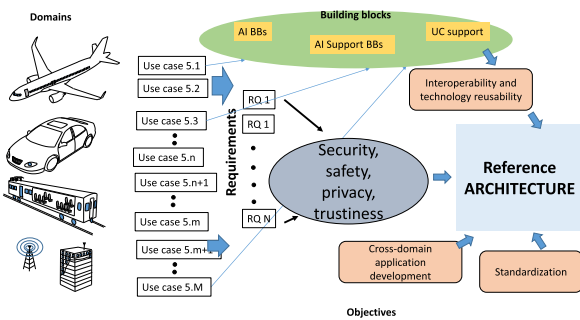 Domains
Building blocks
AI BBs
AI Support BBs
UC support
Use case 5.1
Use case 5.2
Use case 5.3
Use case 5.n
Use case 5.n+1
Use case 5.m
Use case 5.m+1
Use case 5.M
Requirements
RQ 1
RQ 1
RQ N
Security,
safety,
privacy,
trustiness
Interoperability and
technology reusability
Reference
ARCHITECTURE
Cross-domain
application
development
Standardization
Objectives